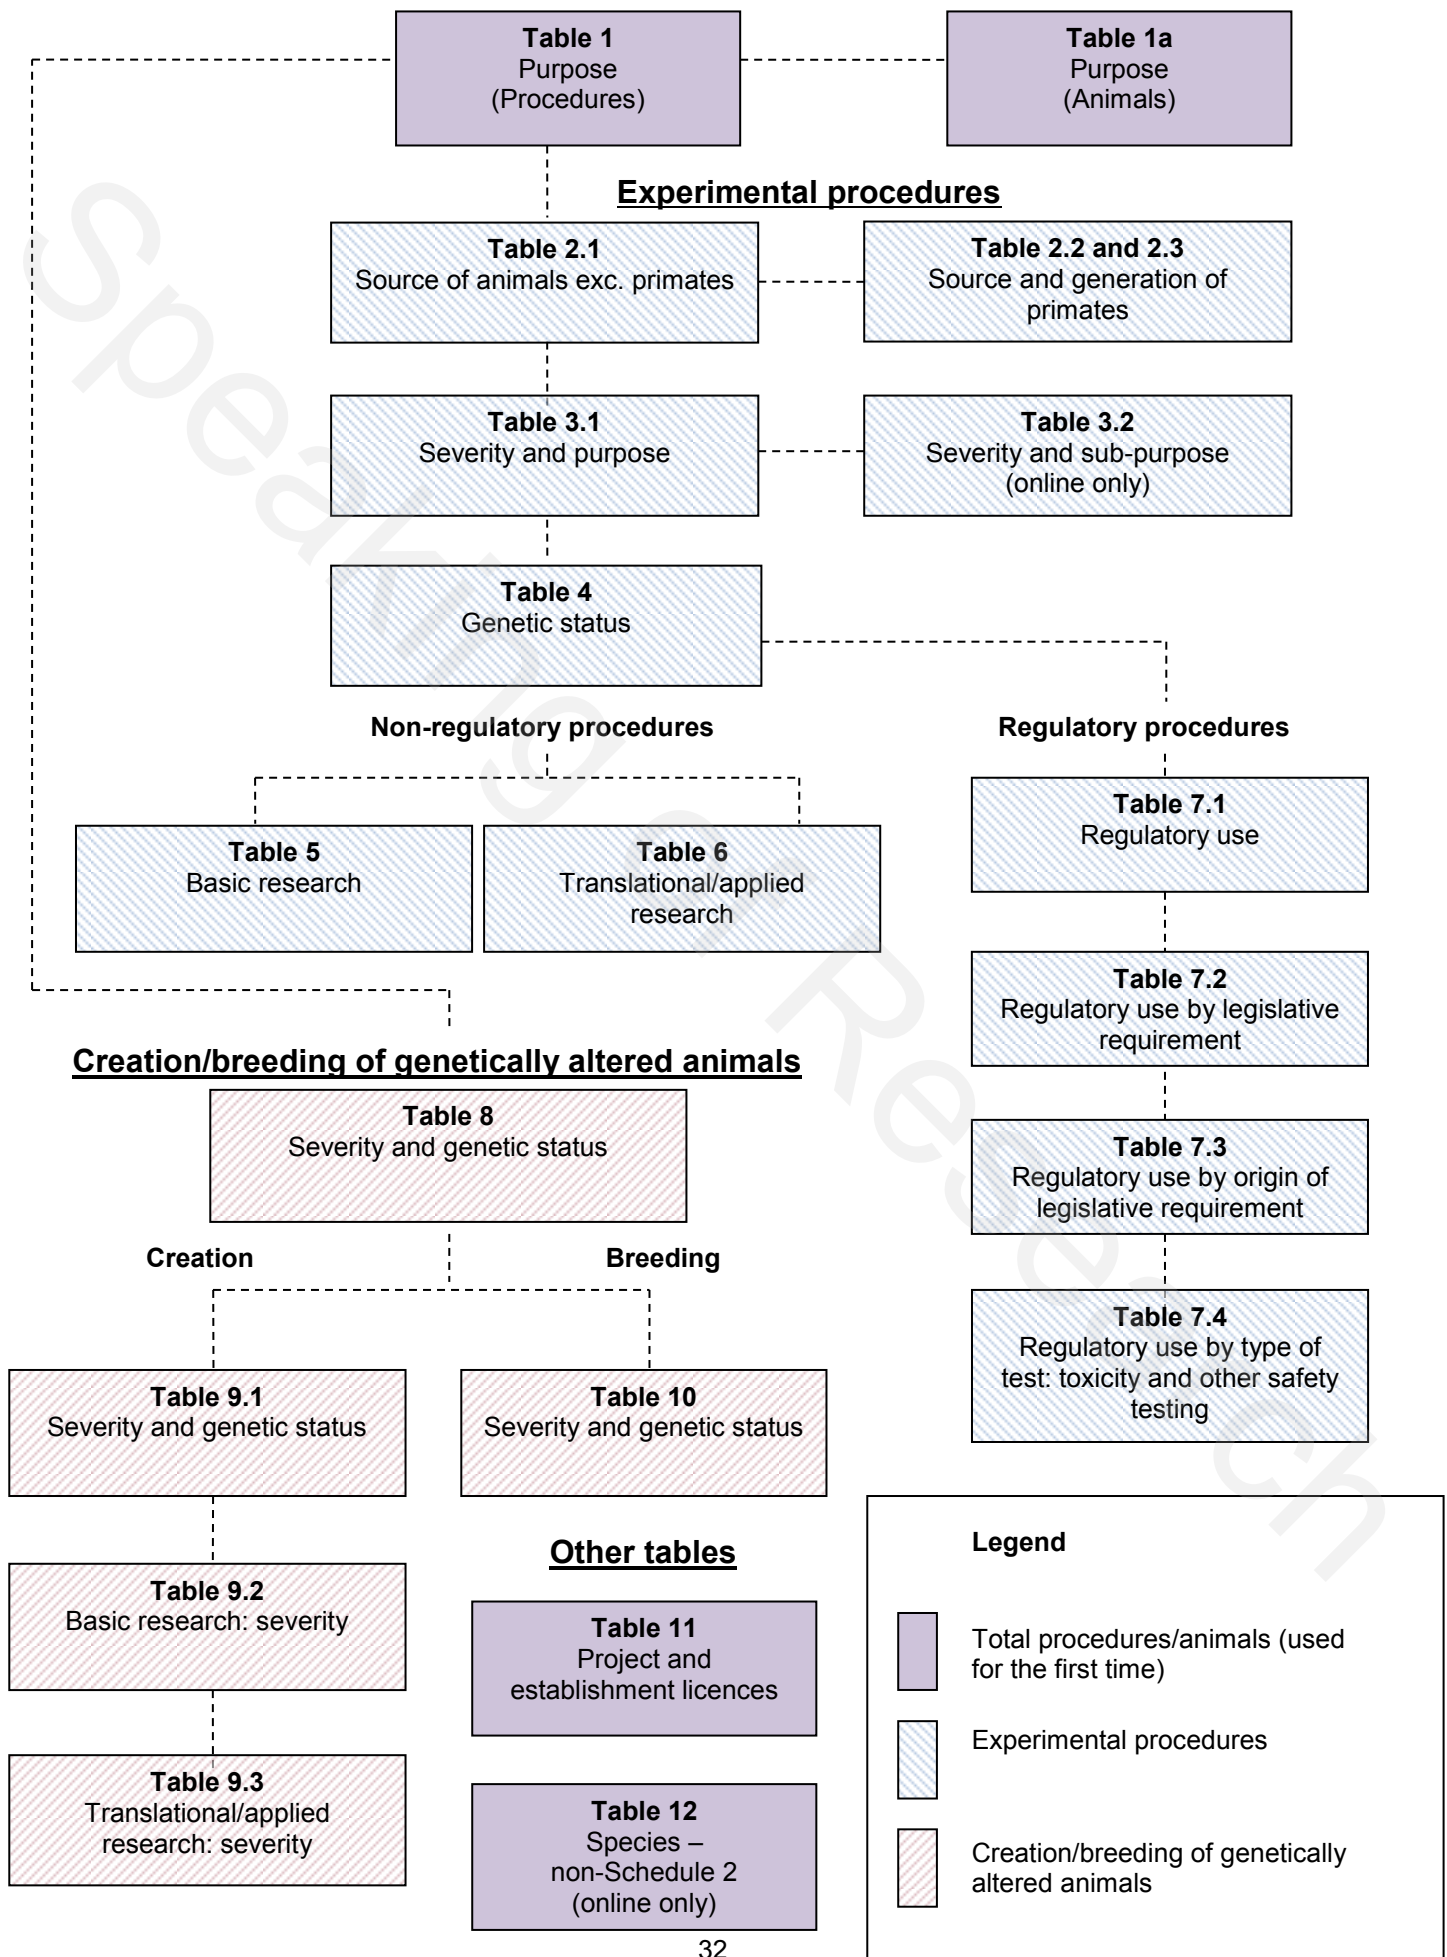 Table 1
Purpose
(Procedures)
Table 1a
Purpose
(Animals)
Experimental procedures
Table 2.1
Source of animals exc. primates
Table 2.2 and 2.3
Source and generation of
primates
Table 3.1
Severity and purpose
Table 3.2
Severity and sub-purpose
(online only)
Table 4
Genetic status
Non-regulatory procedures
Regulatory procedures
Table 5
Basic research
Table 6
Translational/applied
research
Table 7.1
Regulatory use
Table 7.2
Regulatory use by legislative
requirement
Table 7.3
Regulatory use by origin of
legislative requirement
Table 7.4
Regulatory use by type of
test: toxicity and other safety
testing
Creation/breeding of genetically altered animals
Table 8
Severity and genetic status
Creation
Breeding
Table 9.1
Severity and genetic status
Table 10
Severity and genetic status
Table 9.2
Basic research: severity
Table 9.3
Translational/applied
research: severity
Other tables
Table 11
Project and
establishment licences
Table 12
Species –
non-Schedule 2
(online only)
Legend
Total procedures/animals (used
for the first time)
Experimental procedures
Creation/breeding of genetically
altered animals
32
Speaking of Research